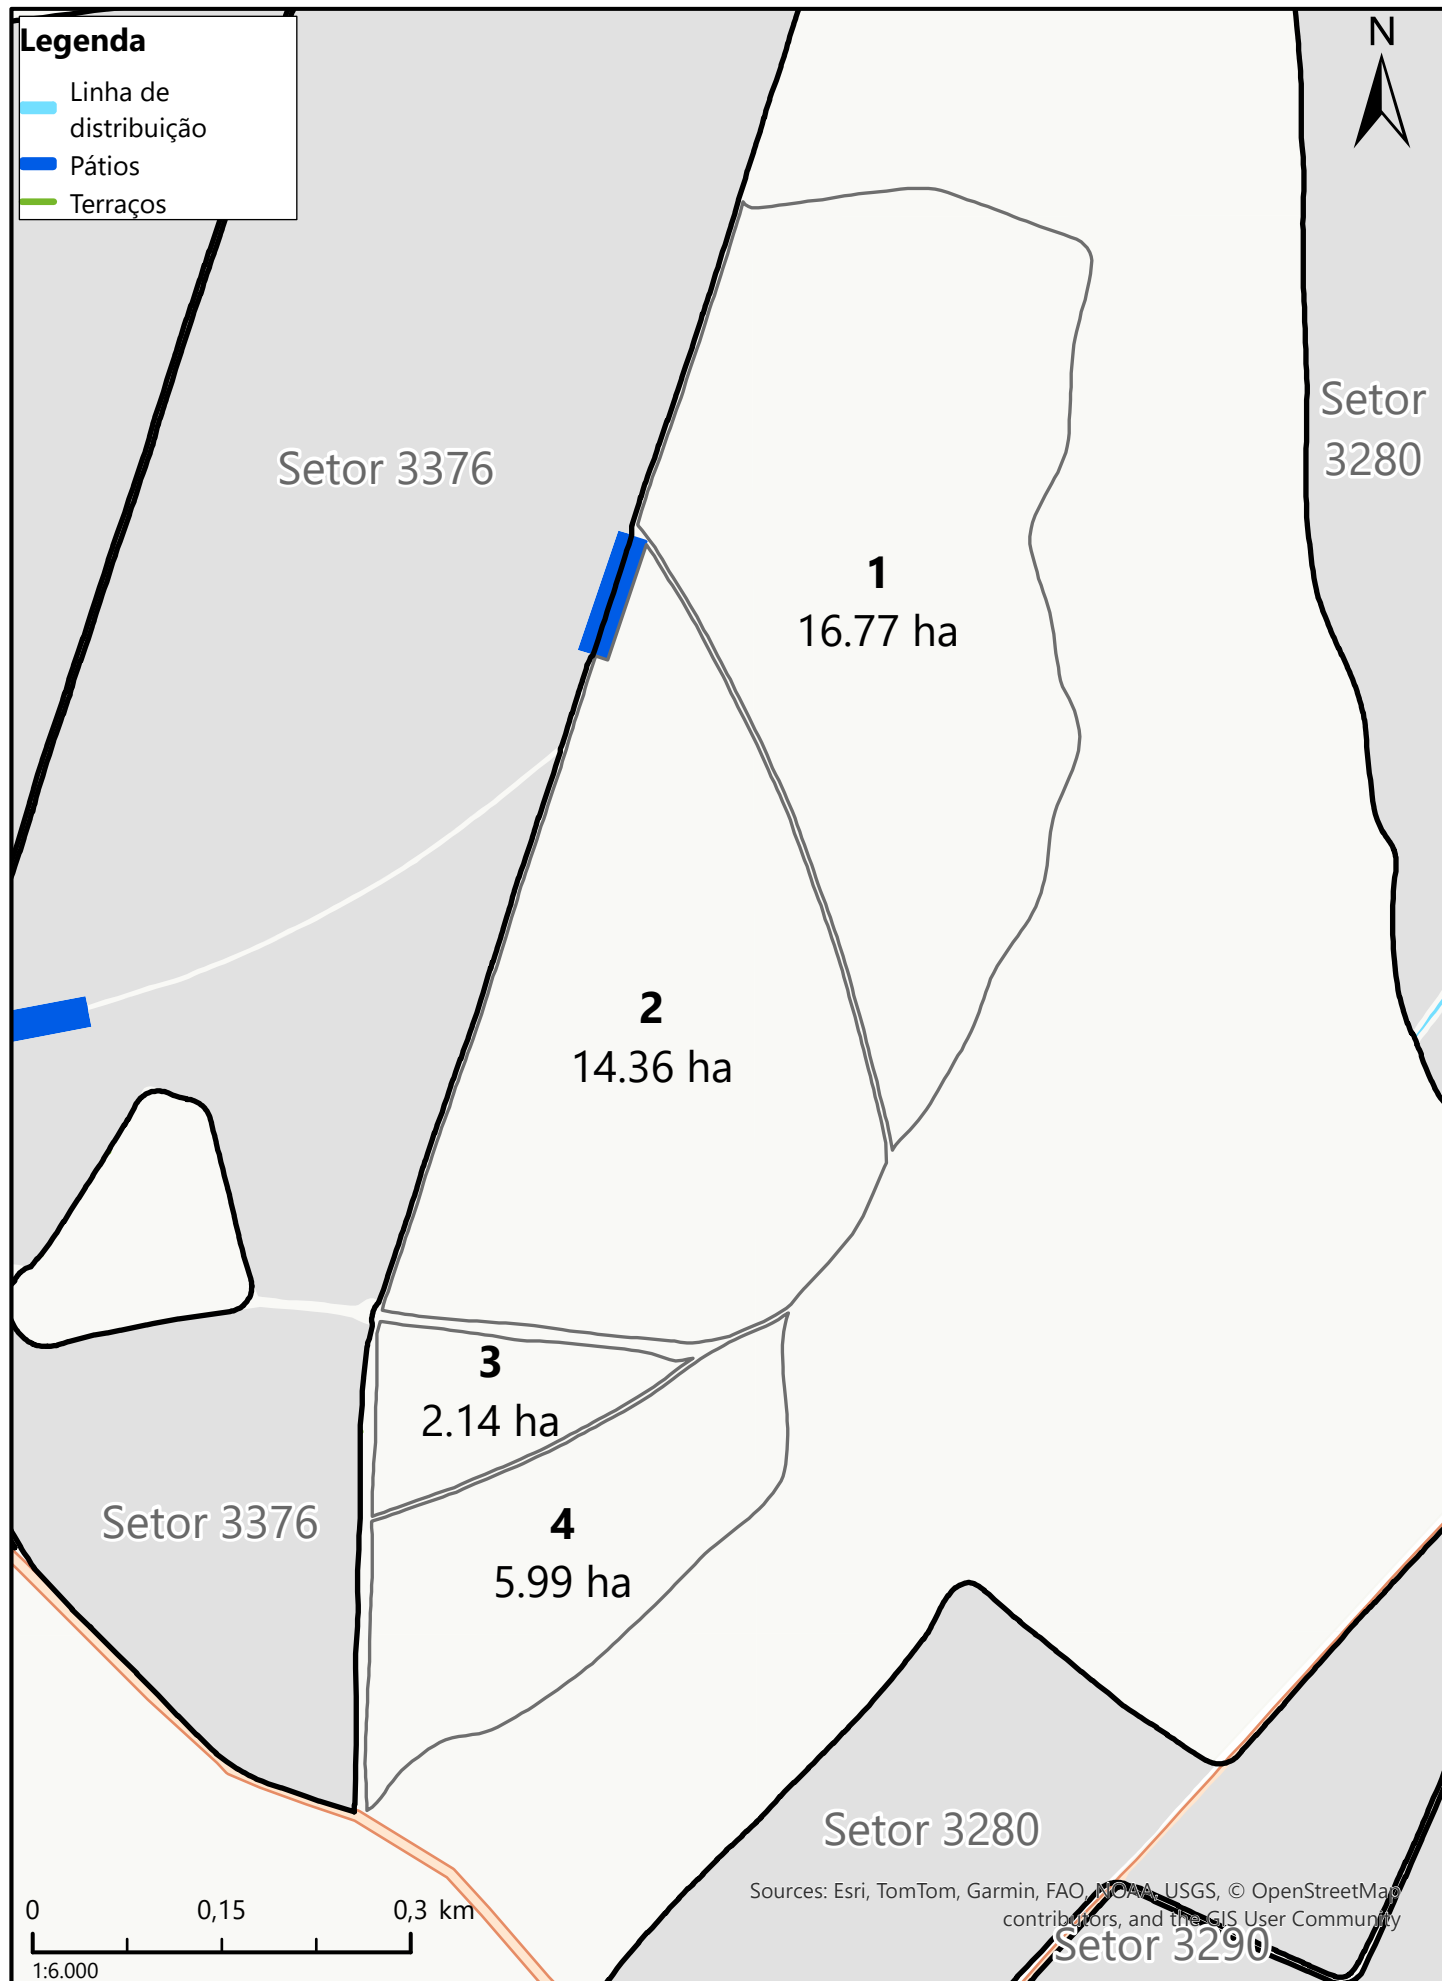 Legenda
Linha de
distribuição
Pátios
Terraços
N
Setor
3280
Setor 3376
1
16.77 ha
2
14.36 ha
3
2.14 ha
Setor 3376
4
5.99 ha
Setor 3280
Sources: Esri, TomTom, Garmin, FAO, NOAA, USGS, © OpenStreetMap
contributors, and the GIS User Community
Setor 3290
0 0,15 0,3 km
1:6.000